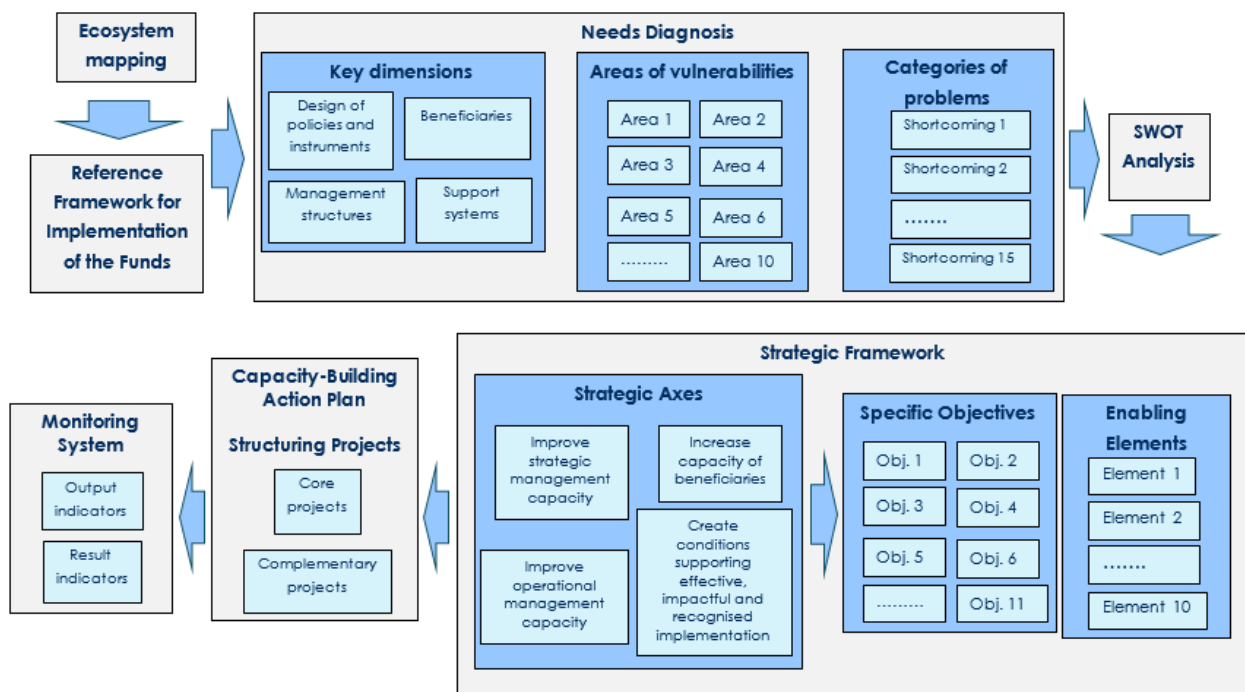 Ecosystem
mapping
Reference
Framework for
Implementation
of the Funds
Needs Diagnosis
Key dimensions
Design of
policies and
instruments
Beneficiaries
Management
structures
Support
systems
Areas of vulnerabilities
Area 1
Area 2
Area 3
Area 4
Area 5
Area 6
.........
Area 10
Categories of
problems
Shortcoming 1
Shortcoming 2
.......
Shortcoming 15
SWOT
Analysis
Strategic Framework
Strategic Axes
Improve
strategic
management
capacity
Increase
capacity of
beneficiaries
Improve
operational
management
capacity
Create
conditions
supporting
effective,
impactful and
recognised
implementation
Specific Objectives
Obj. 1
Obj. 2
Obj. 3
Obj. 4
Obj. 5
Obj. 6
.........
Obj. 11
Enabling
Elements
Element 1
Element 2
.......
Element 10
Capacity-Building
Action Plan
Structuring Projects
Core
projects
Complementary
projects
Monitoring
System
Output
indicators
Result
indicators